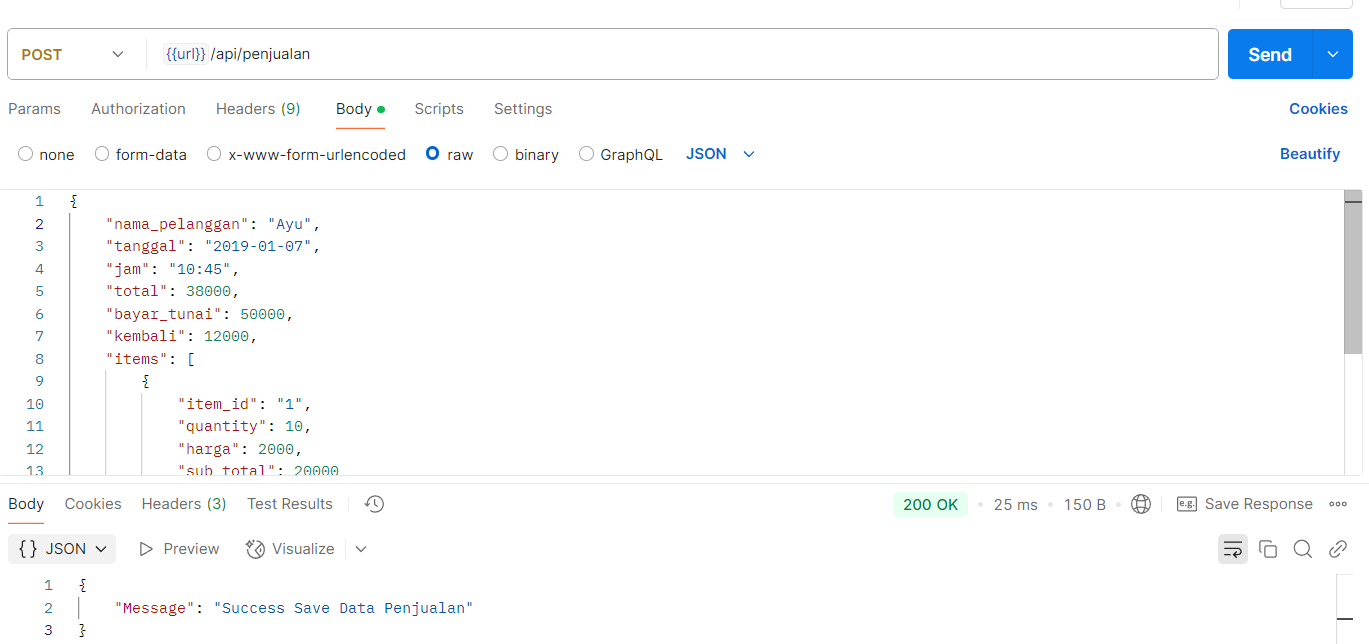 POST {{url}}/api/penjualan Send
Params Authorization Headers (9) Body Scripts Settings Cookies
none form-data x-www-form-urlencoded raw binary GraphQL JSON Beautify
1 {
2 "nama_pelanggan": "Ayu",
3 "tanggal": "2019-01-07",
4 "jam": "10:45",
5 "total": 38000,
6 "bayar_tunai": 50000,
7 "kembali": 12000,
8 "items": [
9 {
10 "item_id": "1",
11 "quantity": 10,
12 "harga": 2000,
13 "sub_total": 20000
Body Cookies Headers (3) Test Results 200 OK • 25 ms • 150 B • e.g. Save Response
{} JSON Preview Visualize
1 {
2 "Message": "Success Save Data Penjualan"
3 }